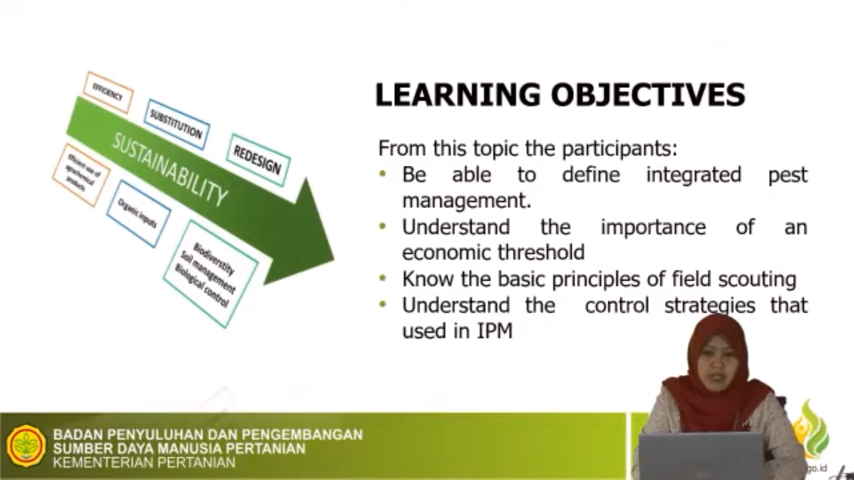 LEARNING OBJECTIVES
From this topic the participants:
• Be able to define integrated pest
management.
• Understand the importance of an
economic threshold
• Know the basic principles of field scouting
• Understand the control strategies that
used in IPM
EFFICIENCY
SUBSTITUTION
REDESIGN
SUSTAINABILITY
Efficient use of
agrochemical
products
Organic inputs
Biodiverstity
Soil management
Biological control
BADAN PENYULUHAN DAN PENGEMBANGAN
SUMBER DAYA MANUSIA PERTANIAN
KEMENTERIAN PERTANIAN
go.id